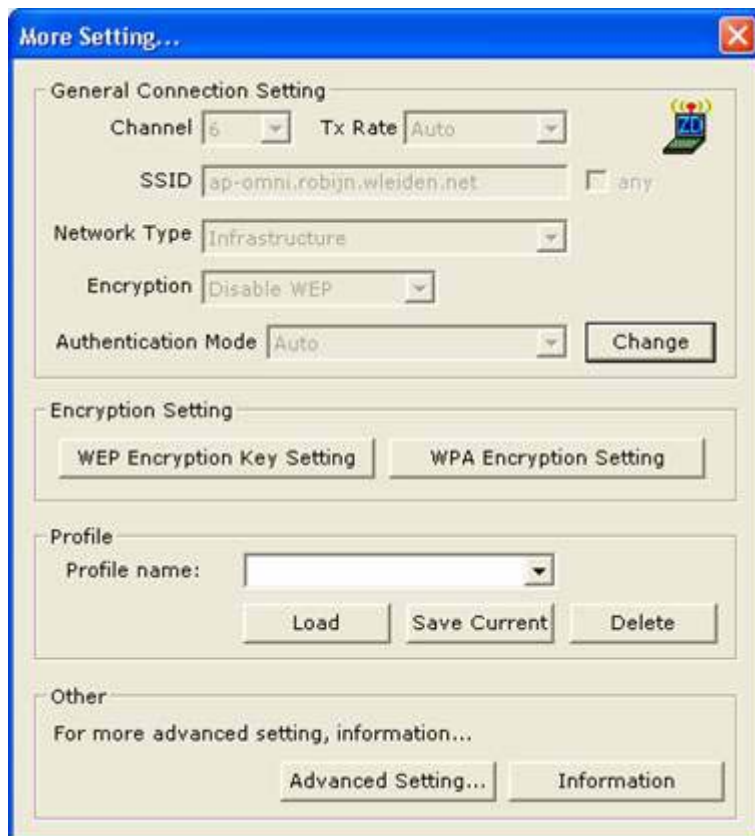 More Setting...
General Connection Setting
Channel 6 Tx Rate Auto
ZD
SSID ap-omni.robijn.wleiden.net any
Network Type Infrastructure
Encryption Disable WEP
Authentication Mode Auto Change
Encryption Setting
WEP Encryption Key Setting WPA Encryption Setting
Profile
Profile name:
Load Save Current Delete
Other
For more advanced setting, information...
Advanced Setting... Information